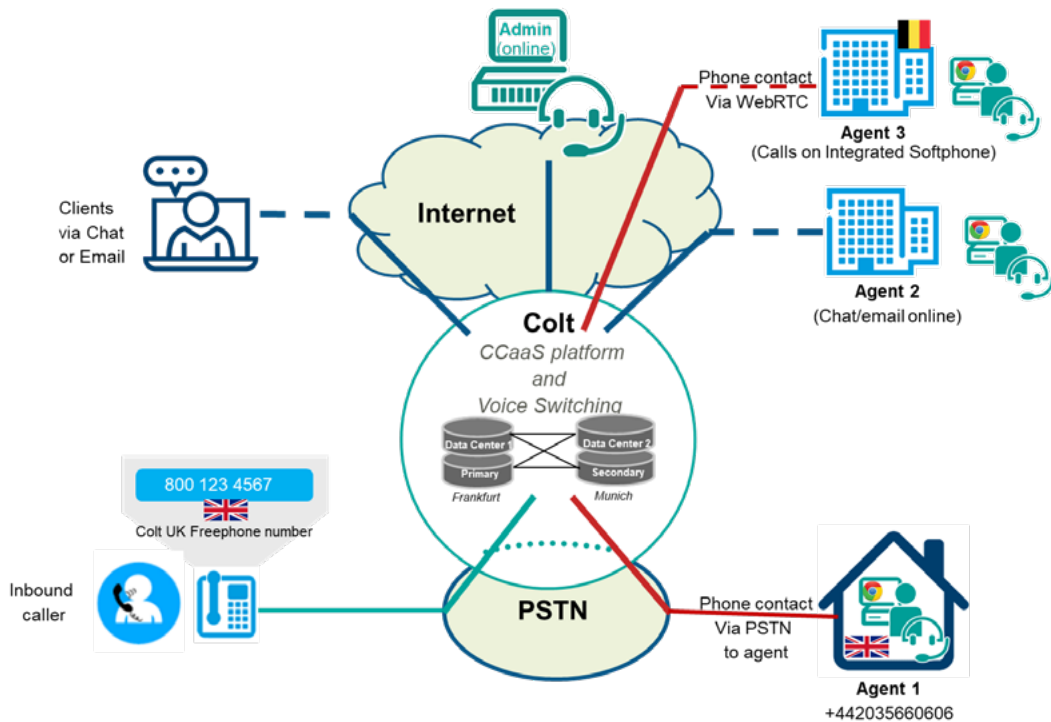 Admin
(online)
Phone contact
Via WebRTC
Agent 3
(Calls on Integrated Softphone)
Clients
via Chat
or Email
Internet
Agent 2
(Chat/email online)
Colt
CCaaS platform
and
Voice Switching
Data Center 1
Data Center 2
Primary
Secondary
Frankfurt
Munich
800 123 4567
Colt UK Freephone number
Inbound
caller
PSTN
Phone contact
Via PSTN
to agent
Agent 1
+442035660606